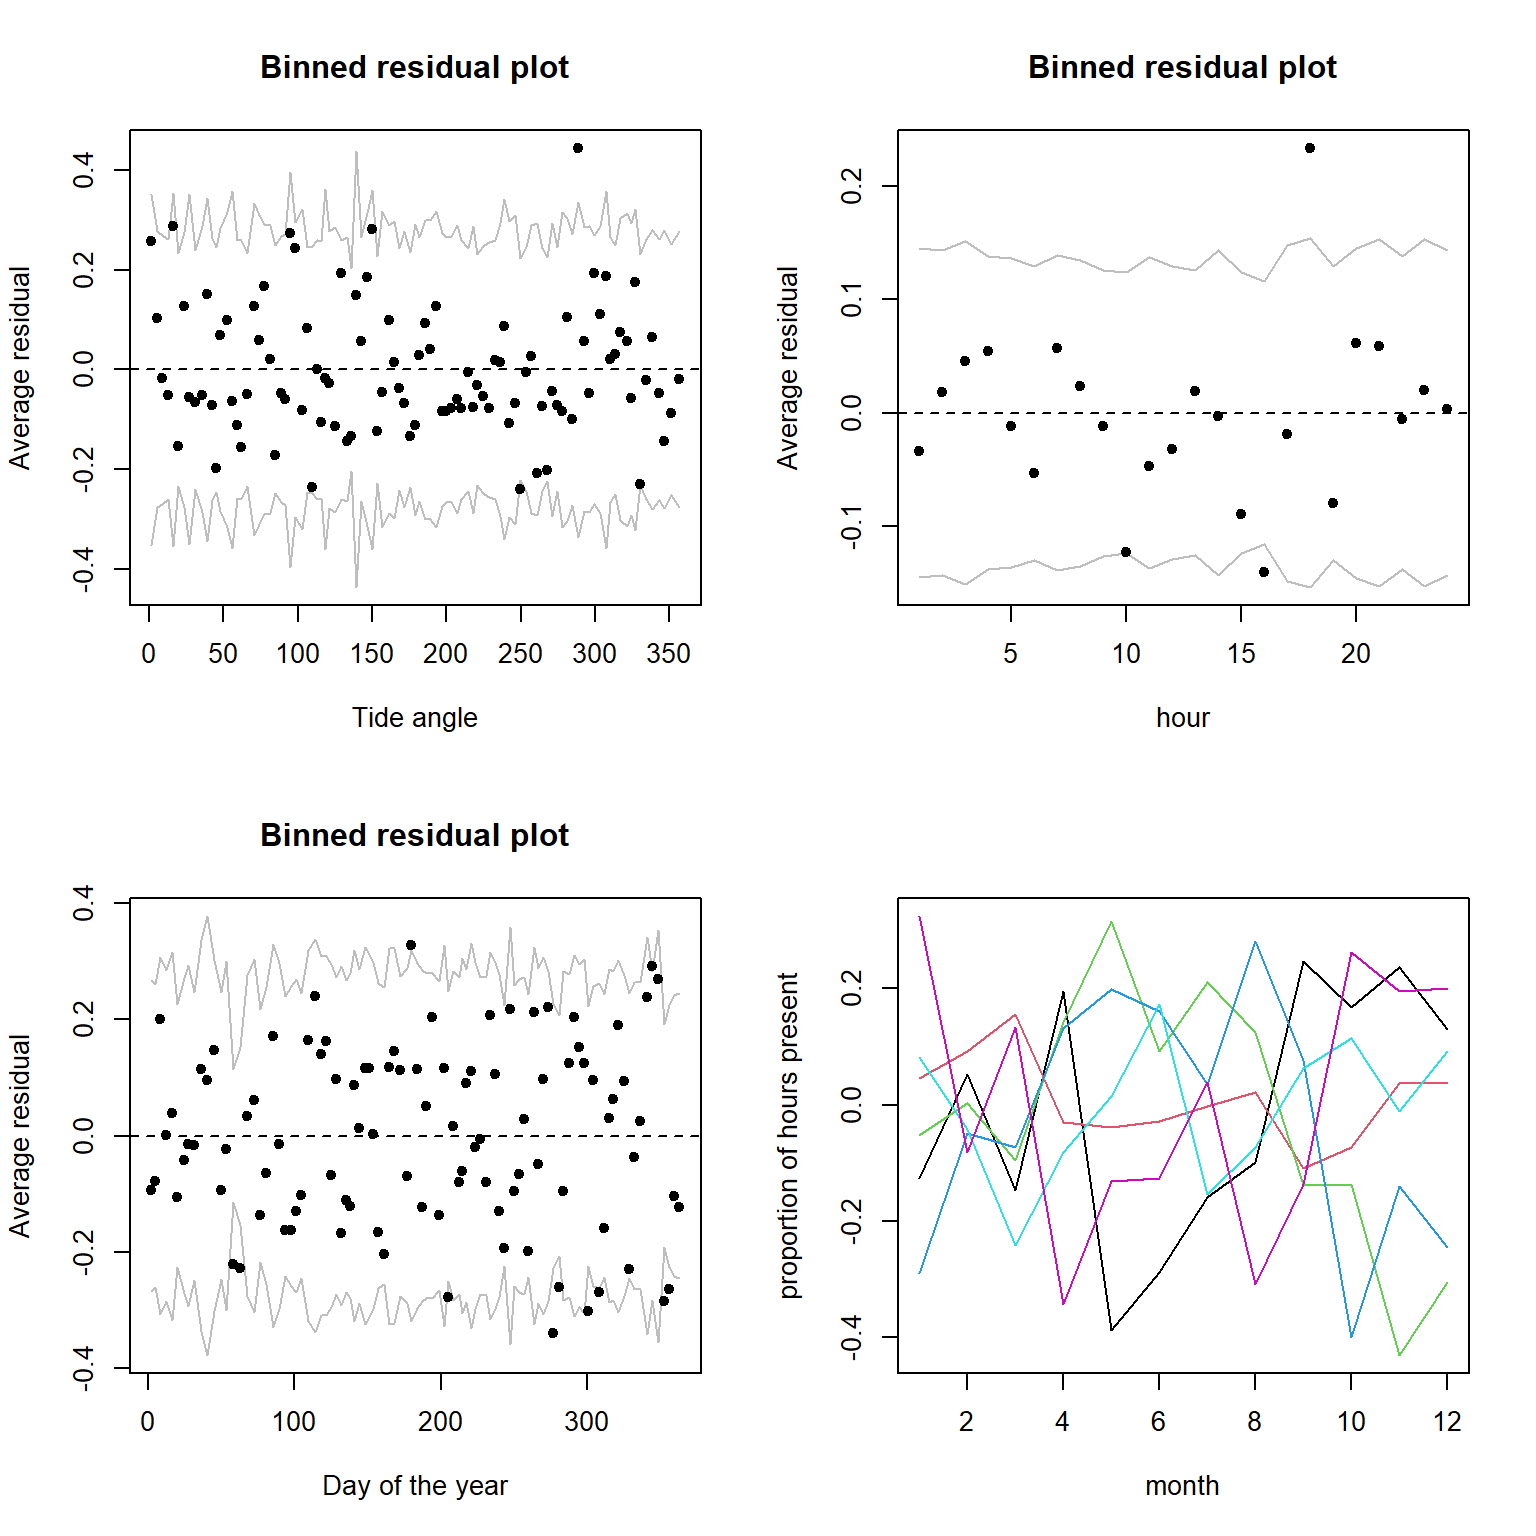 Binned residual plot
Average residual
0.4
0.2
0.0
-0.2
-0.4
0 50 100 150 200 250 300 350
Tide angle
Binned residual plot
Average residual
0.2
0.1
0.0
-0.1
5 10 15 20
hour
Binned residual plot
Average residual
0.4
0.2
0.0
-0.2
-0.4
0 100 200 300
Day of the year
proportion of hours present
0.2
0.0
-0.2
-0.4
2 4 6 8 10 12
month